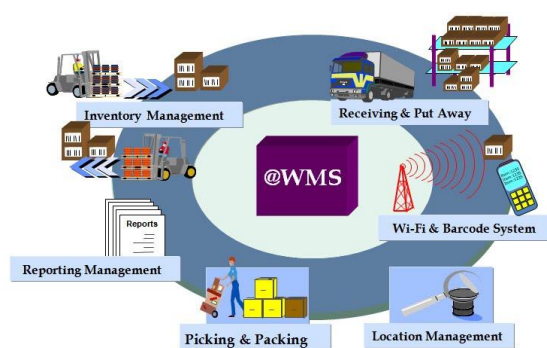 Inventory Management
Receiving & Put Away
@WMS
Wi-Fi & Barcode System
Reports
Reporting Management
Picking & Packing
Location Management